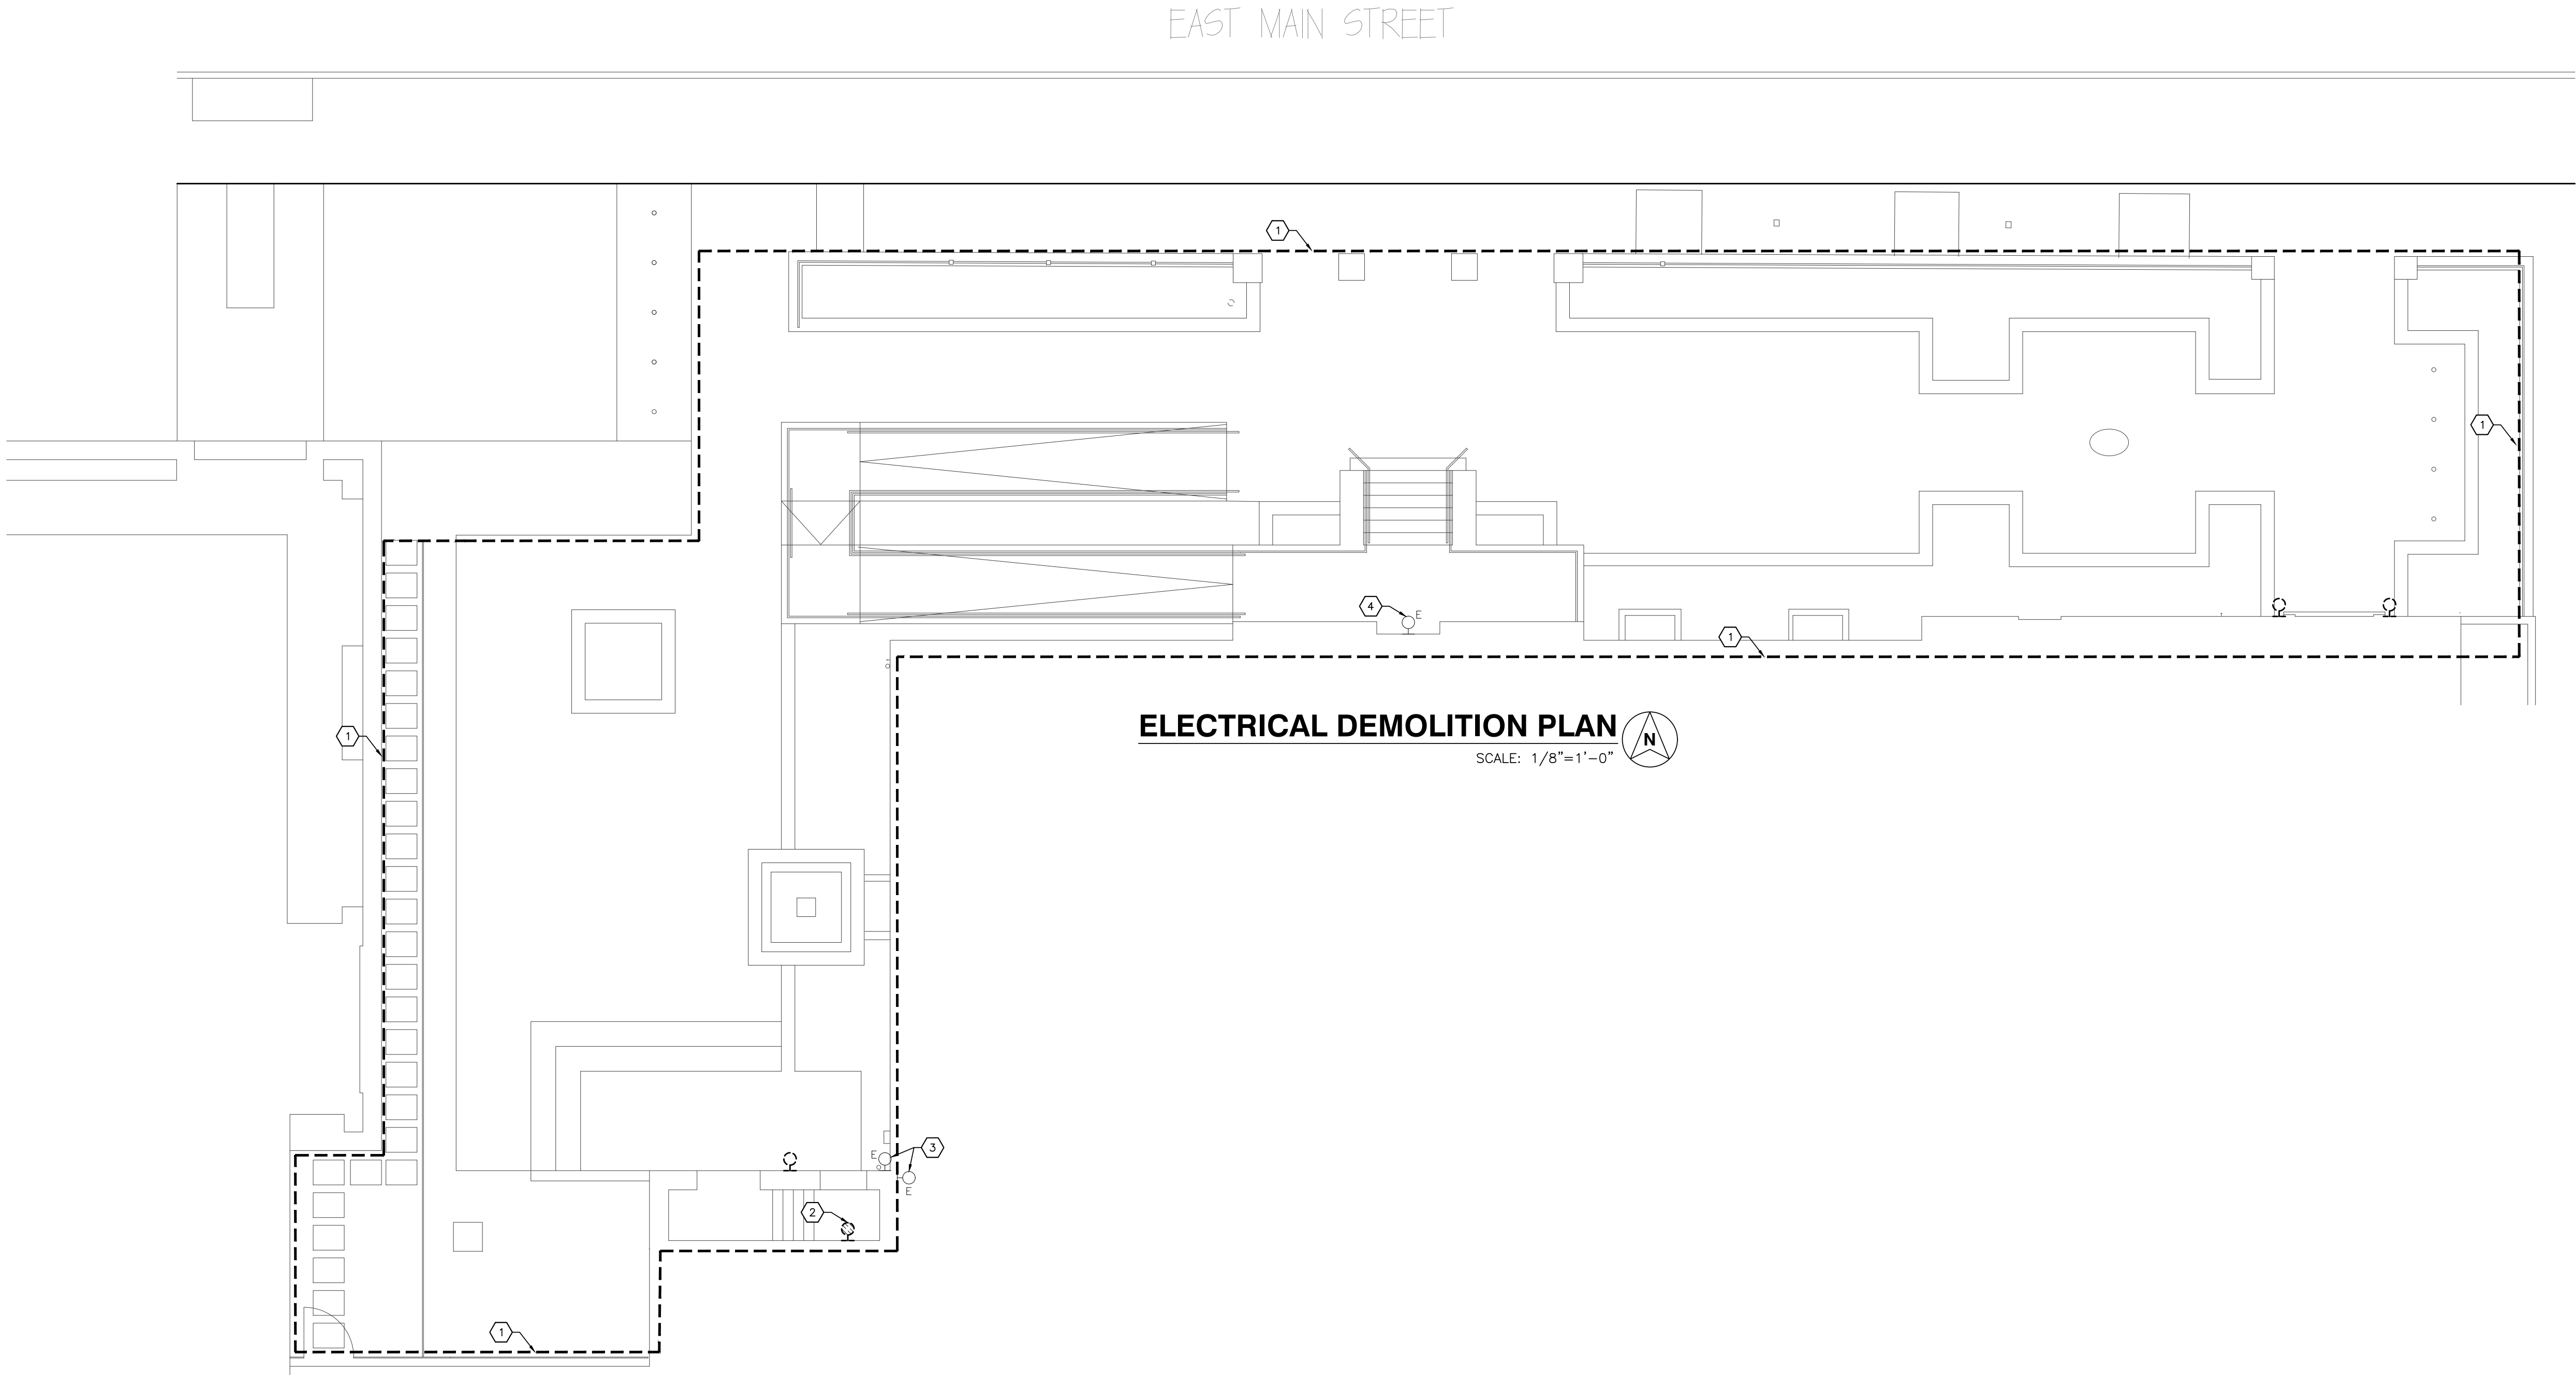 EAST MAIN STREET
1
1
4 E
1
1
ELECTRICAL DEMOLITION PLAN N
SCALE: 1/8"=1'-0"
3
E
E
2
1